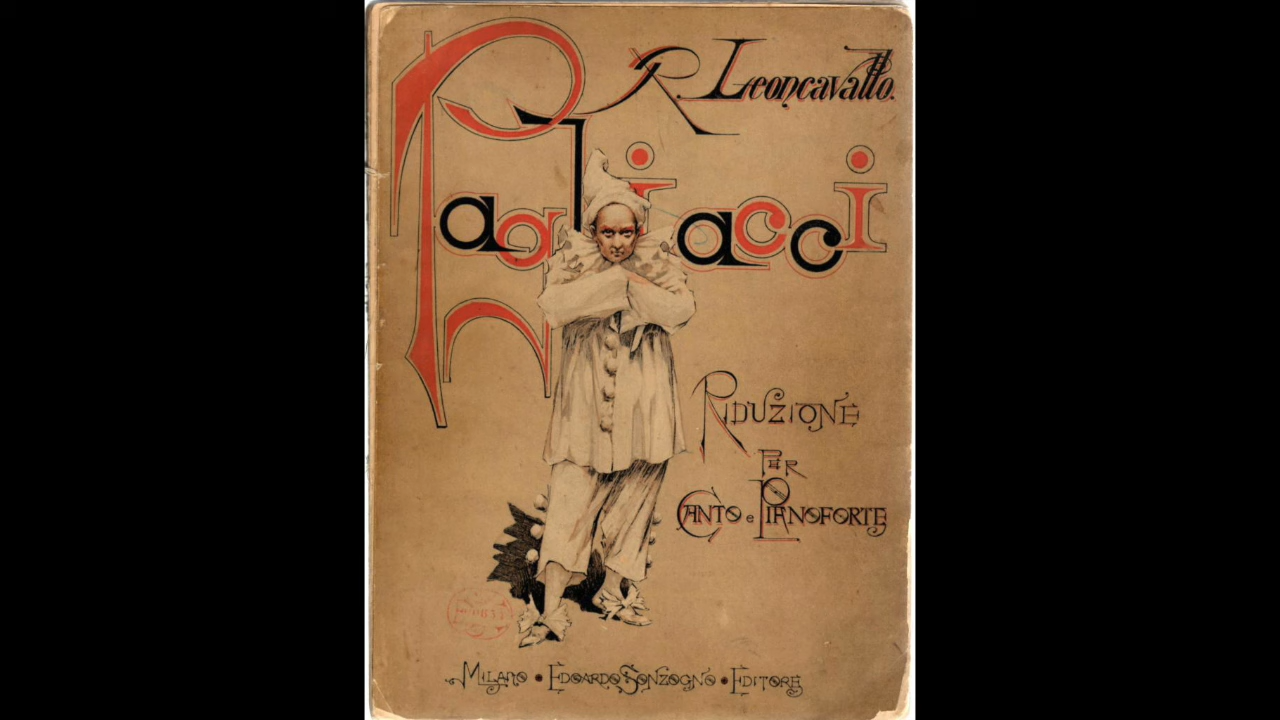 R. Leoncavallo.
Pagliacci
Riduzione
per
Canto e Pianoforte
Milano • Edoardo Sonzogno • Editore